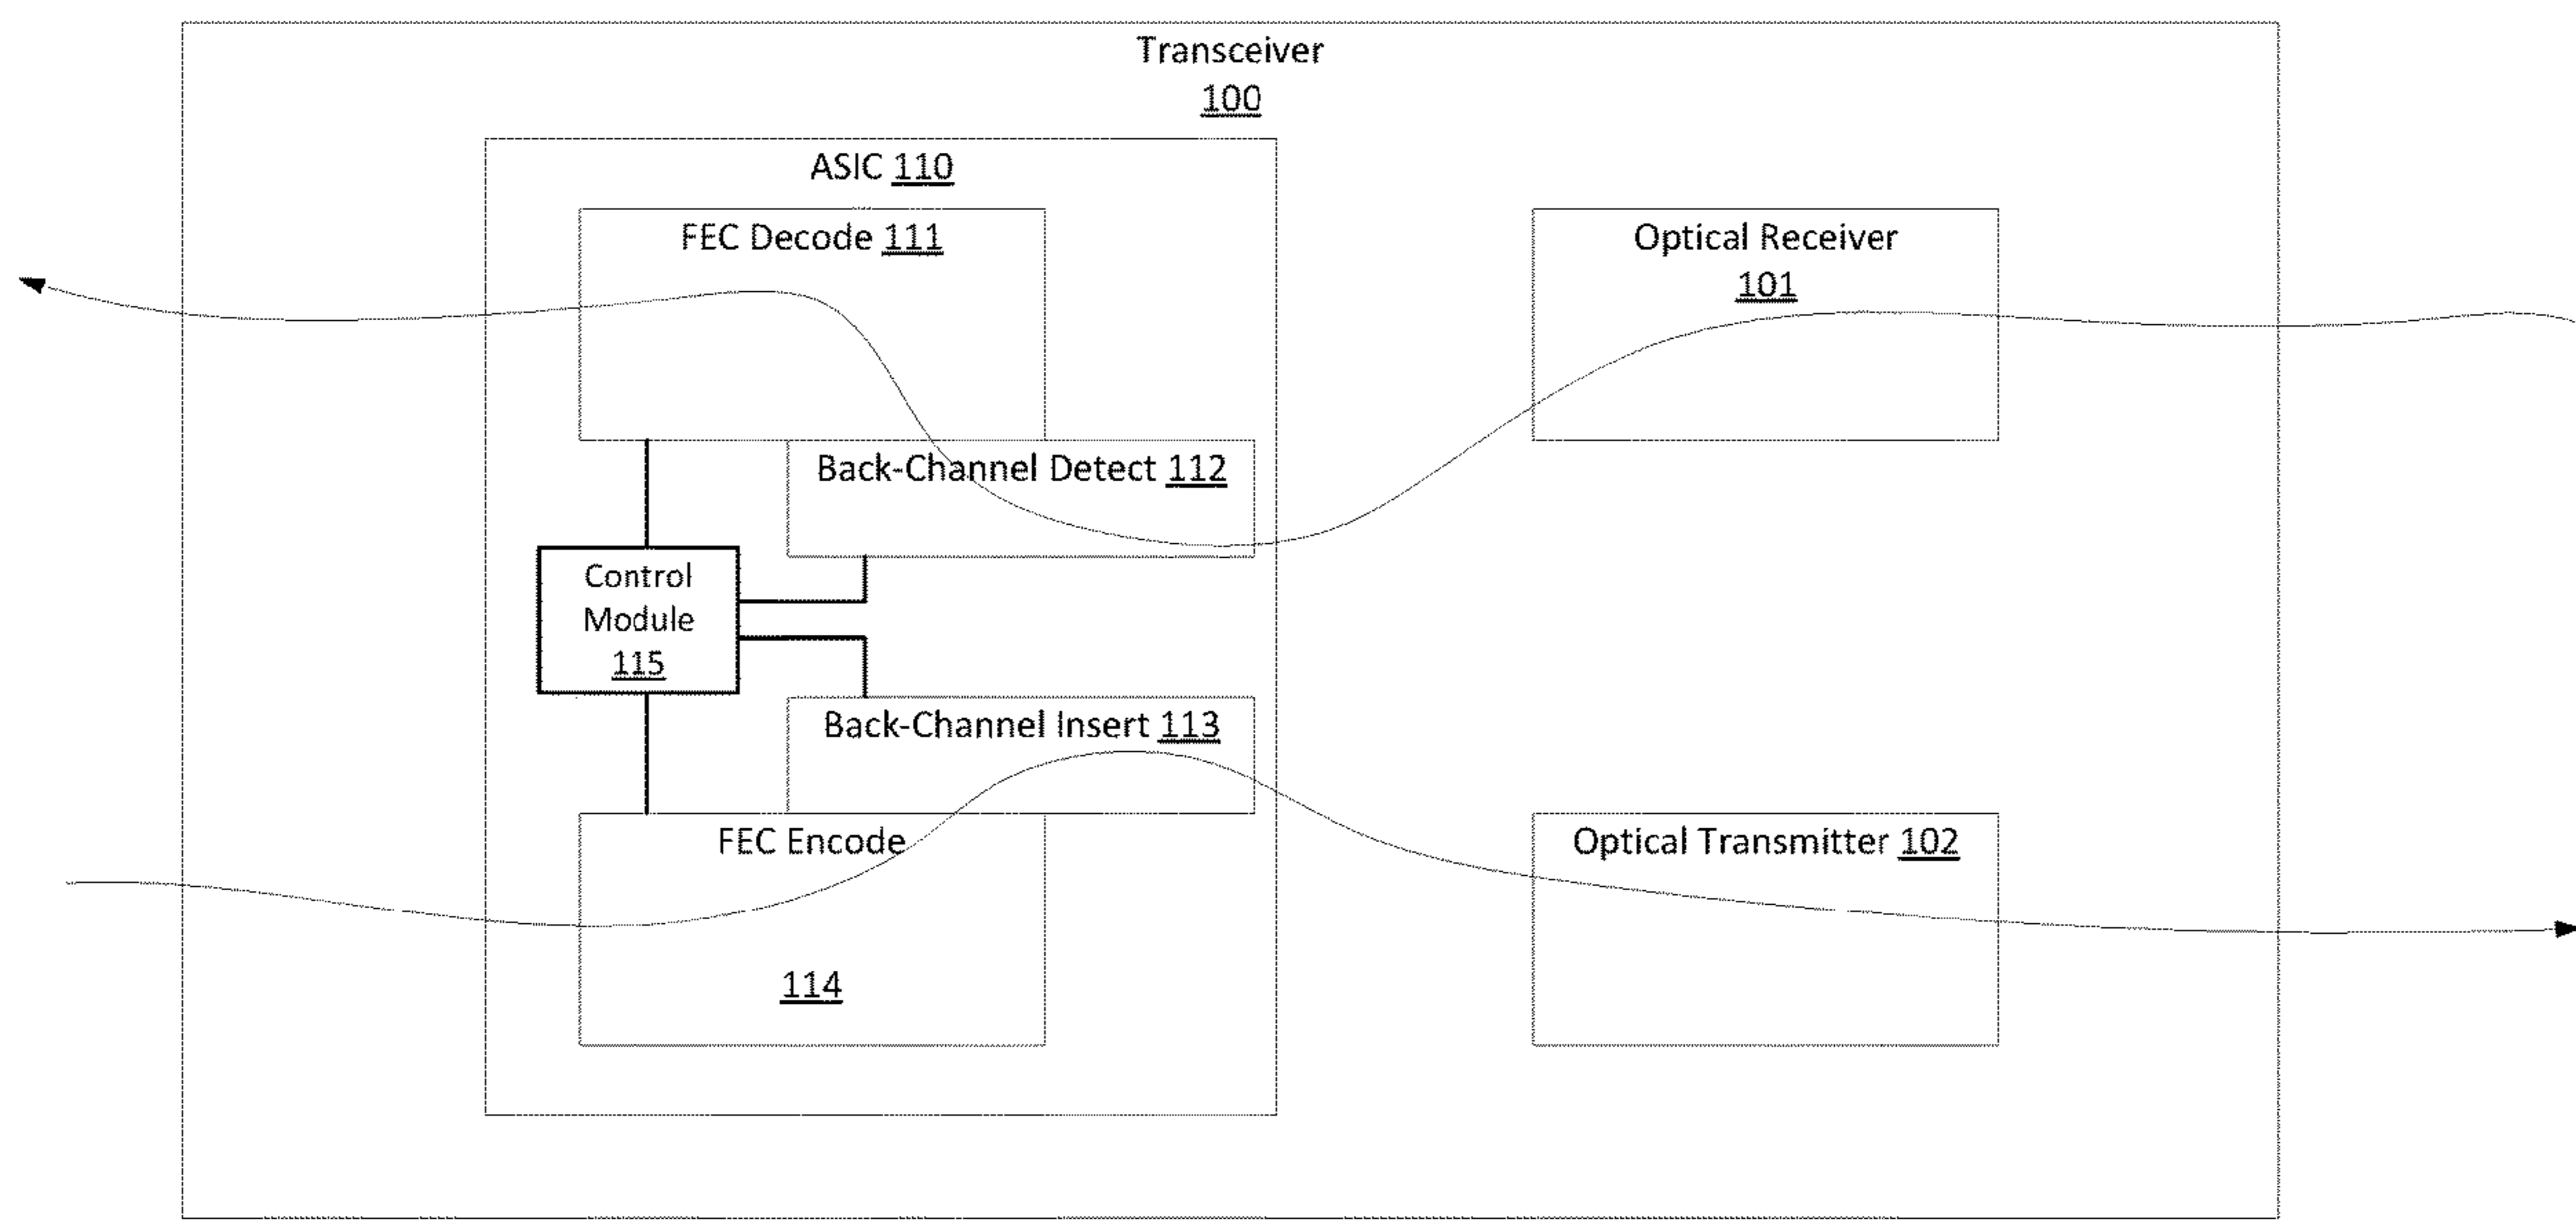 Transceiver
100
ASIC 110
FEC Decode 111
Optical Receiver
101
Back-Channel Detect 112
Control
Module
115
Back-Channel Insert 113
FEC Encode
114
Optical Transmitter 102